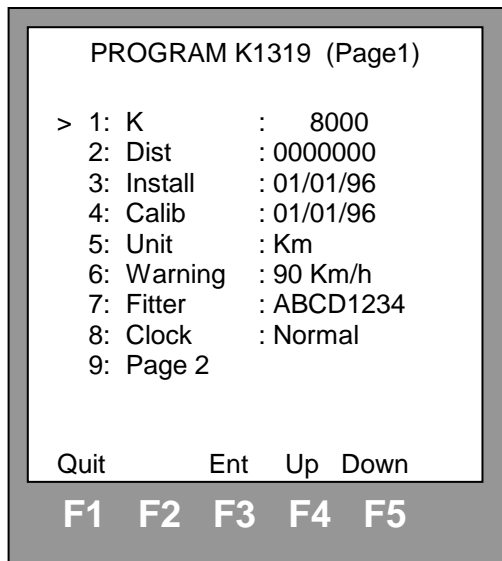 PROGRAM K1319 (Page1)
> 1: K : 8000
2: Dist : 0000000
3: Install : 01/01/96
4: Calib : 01/01/96
5: Unit : Km
6: Warning : 90 Km/h
7: Fitter : ABCD1234
8: Clock : Normal
9: Page 2
Quit Ent Up Down
F1 F2 F3 F4 F5